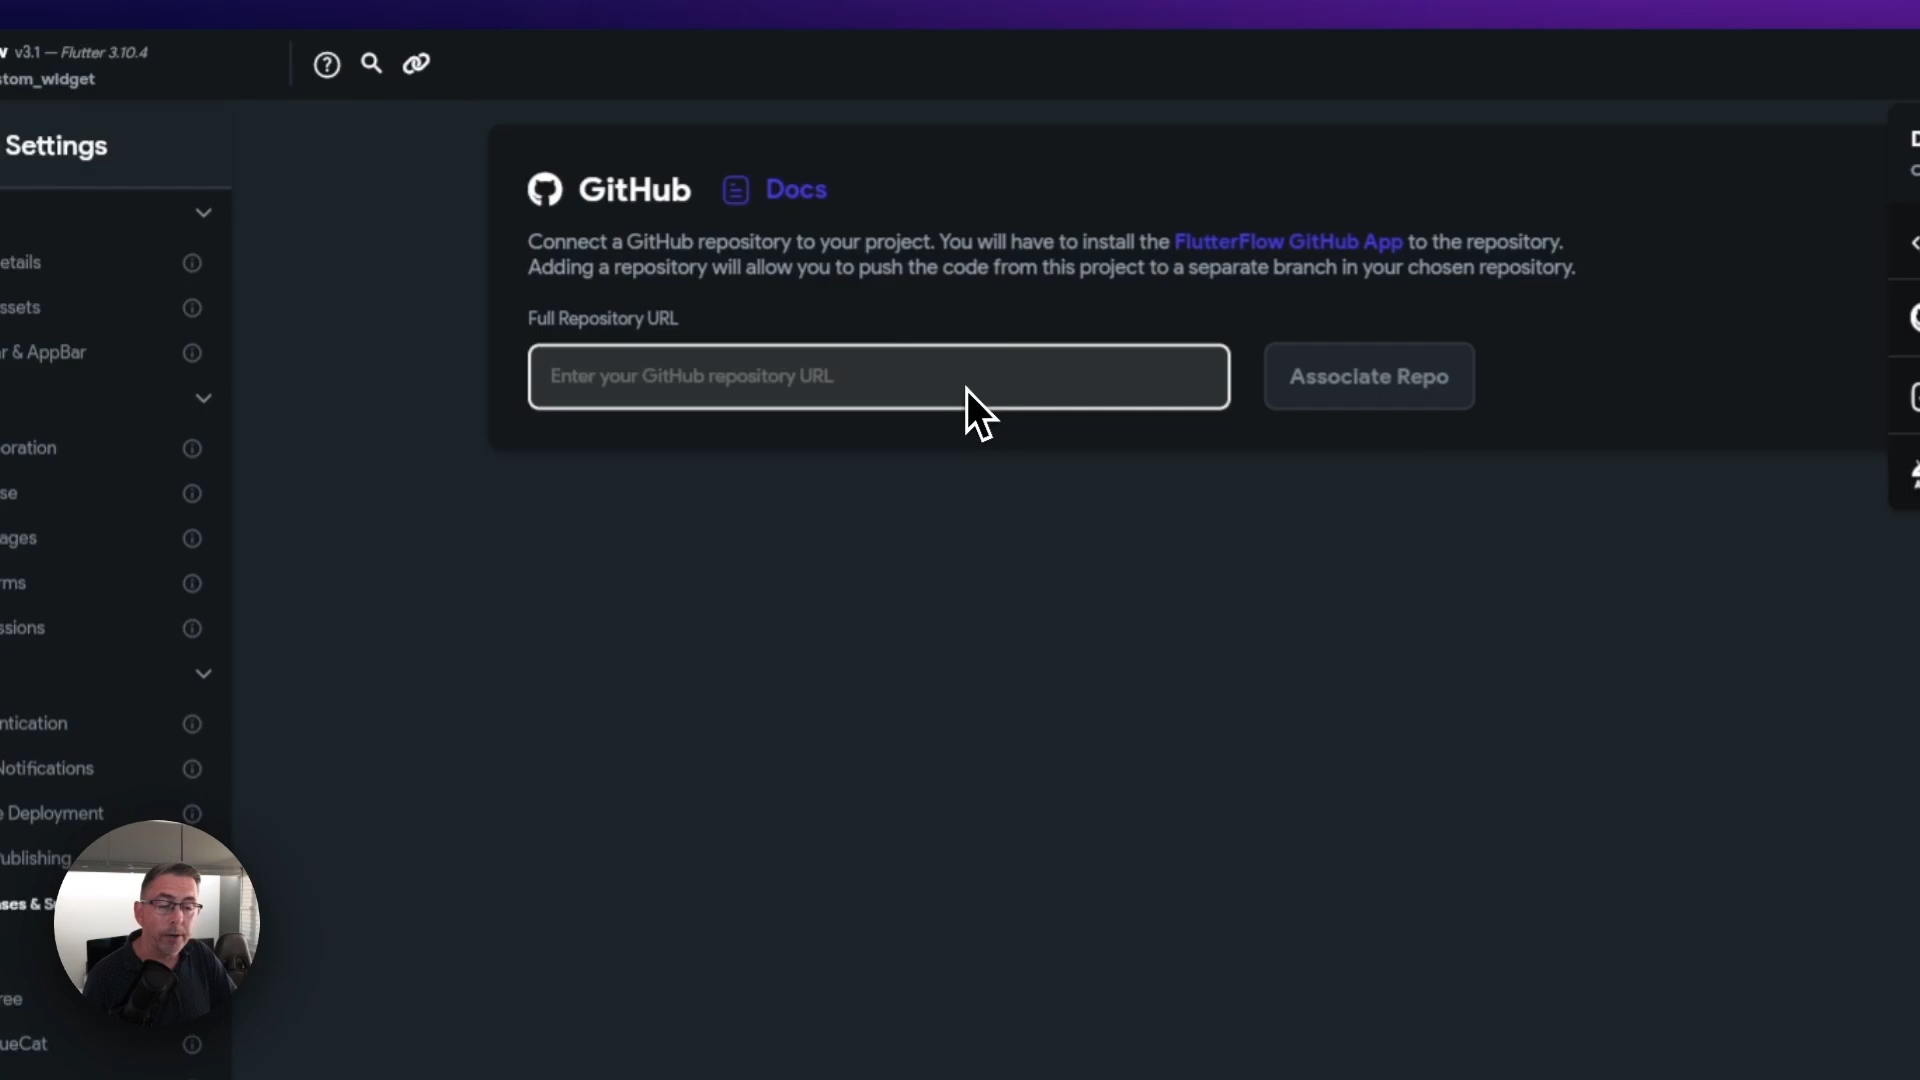 v3.1 — Flutter 3.10.4
tom_widget
Settings
GitHub Docs
Connect a GitHub repository to your project. You will have to install the FlutterFlow GitHub App to the repository.
Adding a repository will allow you to push the code from this project to a separate branch in your chosen repository.
Full Repository URL
Enter your GitHub repository URL
Associate Repo
etails
ssets
r & AppBar
oration
se
ages
rms
ssions
ntication
Notifications
e Deployment
ublishing
ses & S
ree
ueCat